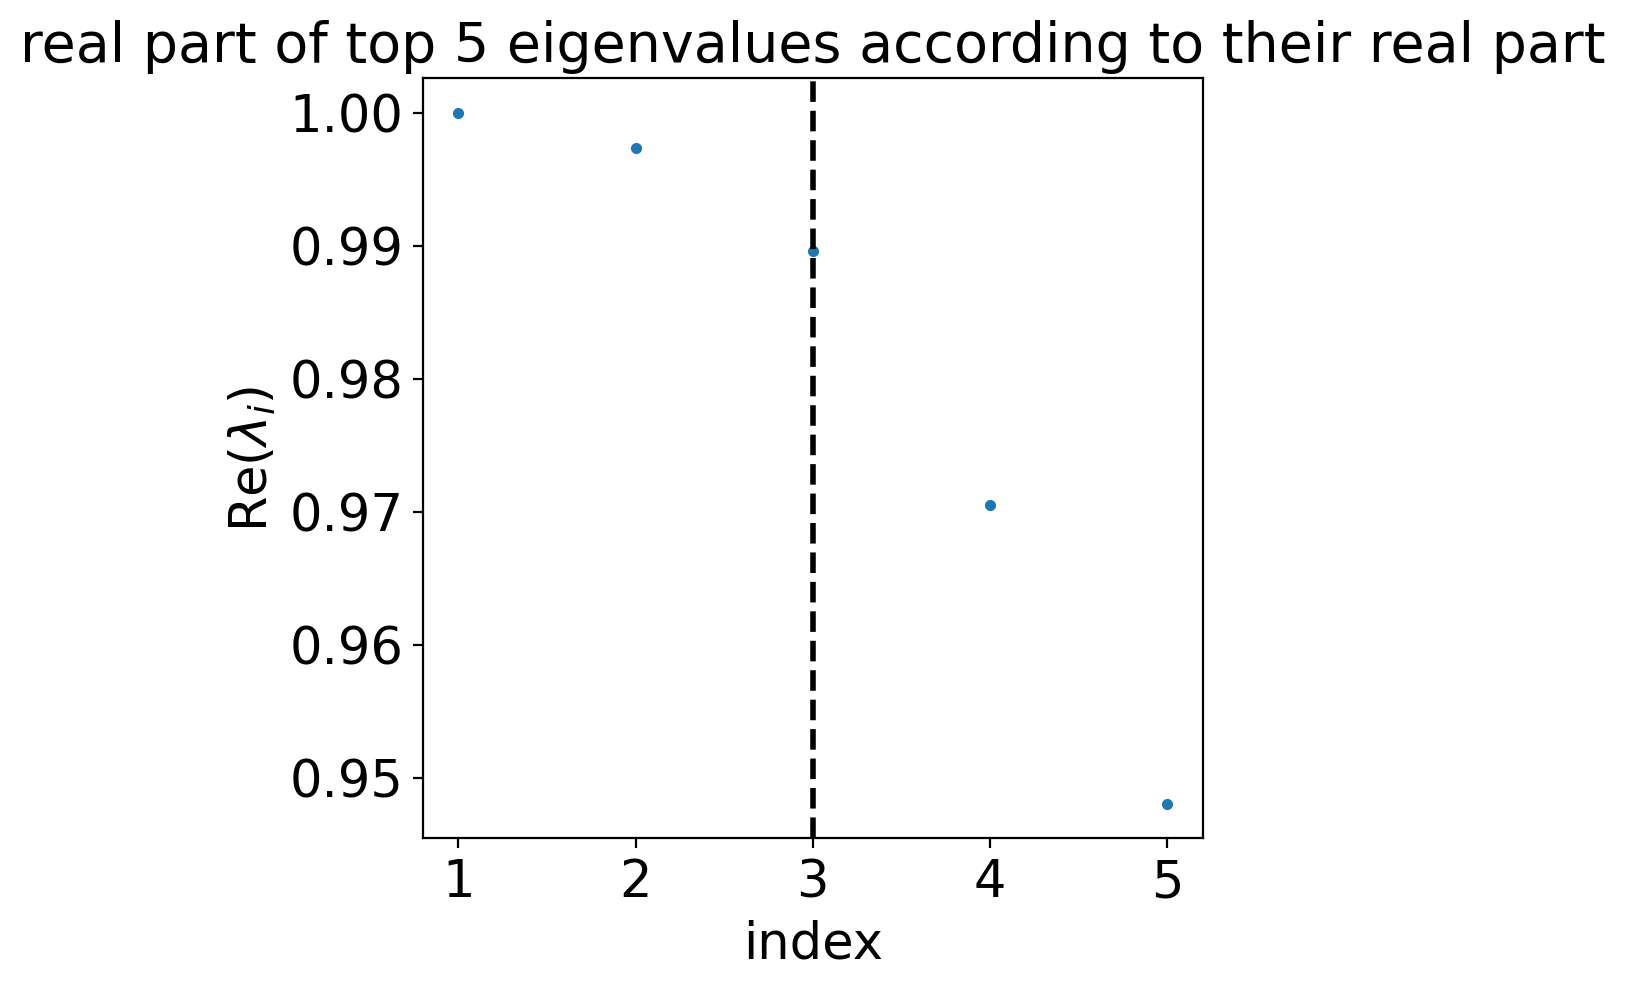 real part of top 5 eigenvalues according to their real part
1.00
0.99
0.98
0.97
0.96
0.95
Re(λᵢ)
1 2 3 4 5
index